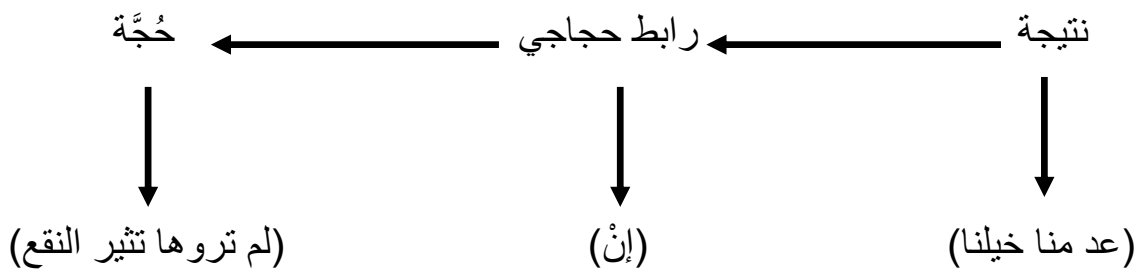 نتيجة رابط حجاجي حُجَّة
(عد منا خيلنا) (إنْ) (لم تروها تثير النقع)